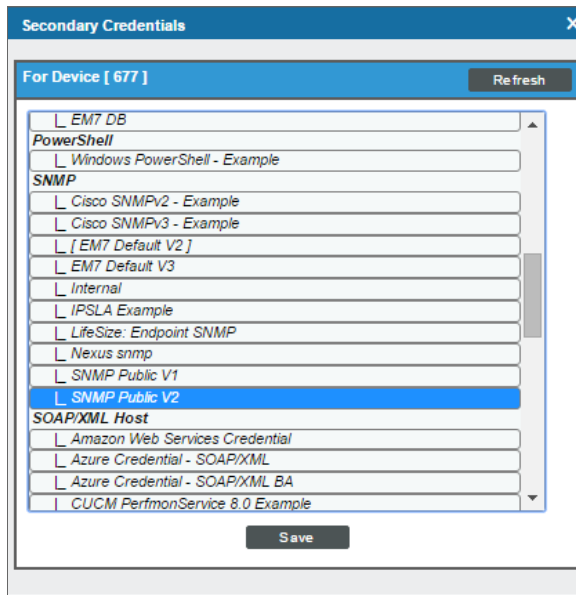 Secondary Credentials
For Device [ 677 ]
Refresh
EM7 DB
PowerShell
Windows PowerShell - Example
SNMP
Cisco SNMPv2 - Example
Cisco SNMPv3 - Example
[ EM7 Default V2 ]
EM7 Default V3
Internal
IPSLA Example
LifeSize: Endpoint SNMP
Nexus snmp
SNMP Public V1
SNMP Public V2
SOAP/XML Host
Amazon Web Services Credential
Azure Credential - SOAP/XML
Azure Credential - SOAP/XML BA
CUCM PerfmonService 8.0 Example
Save